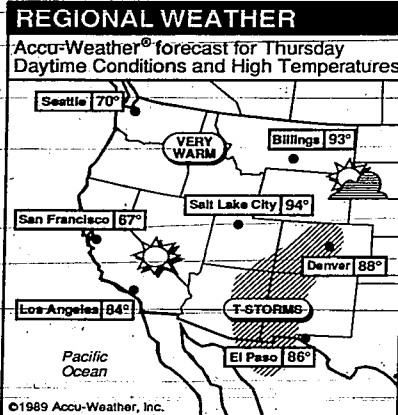 REGIONAL WEATHER
Accu-Weather® forecast for Thursday
Daytime Conditions and High Temperatures
Seattle 70°
VERY
WARM
Billings 93°
Salt Lake City 94°
San Francisco 67°
Denver 88°
Los Angeles 84°
T-STORMS
El Paso 86°
Pacific
Ocean
©1989 Accu-Weather, Inc.